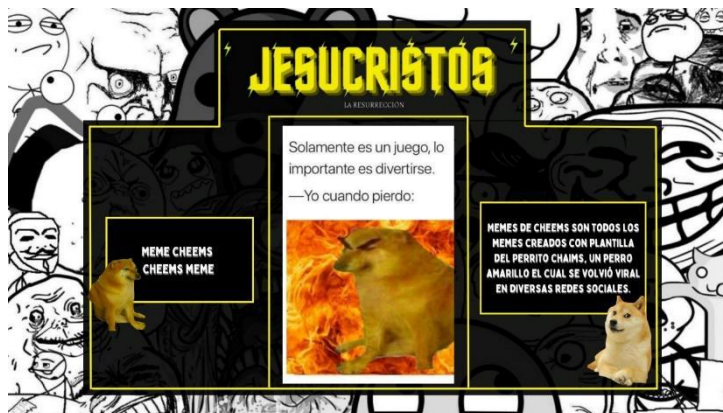 JESUCRISTOS
LA RESURRECCIÓN
Solamente es un juego, lo
importante es divertirse.
—Yo cuando pierdo:
MEME CHEEMS
CHEEMS MEME
MEMES DE CHEEMS SON TODOS LOS
MEMES CREADOS CON PLANTILLA
DEL PERRITO CHAIMS, UN PERRO
AMARILLO EL CUAL SE VOLVIÓ VIRAL
EN DIVERSAS REDES SOCIALES.